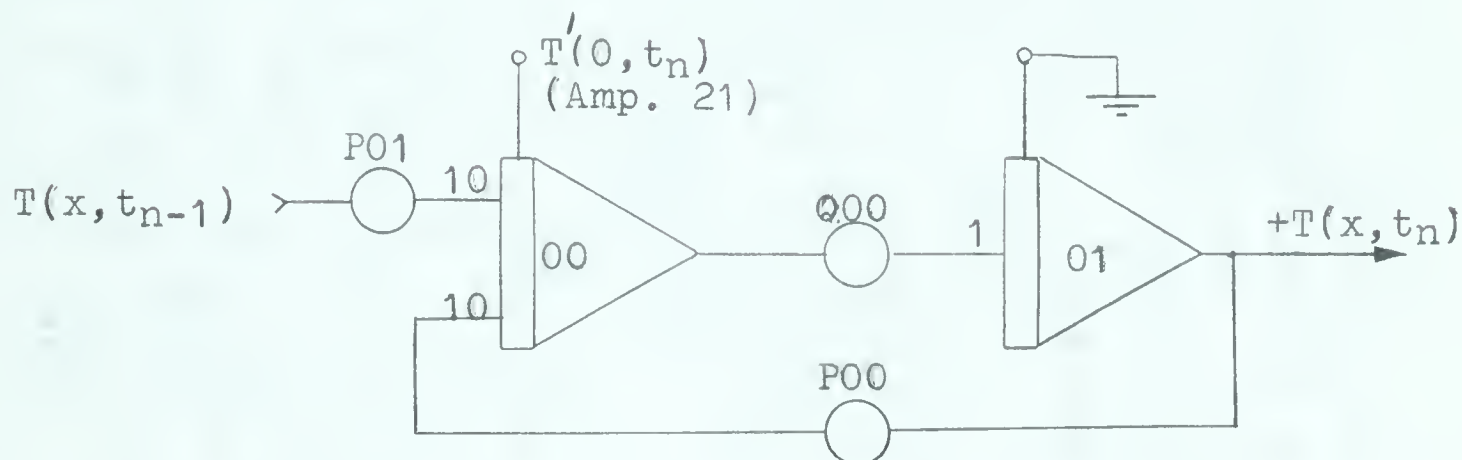 T'(0, tn)
(Amp. 21)
P01
T(x, tn-1)
10
00
10
Q00
1
01
+T(x, tn)
P00